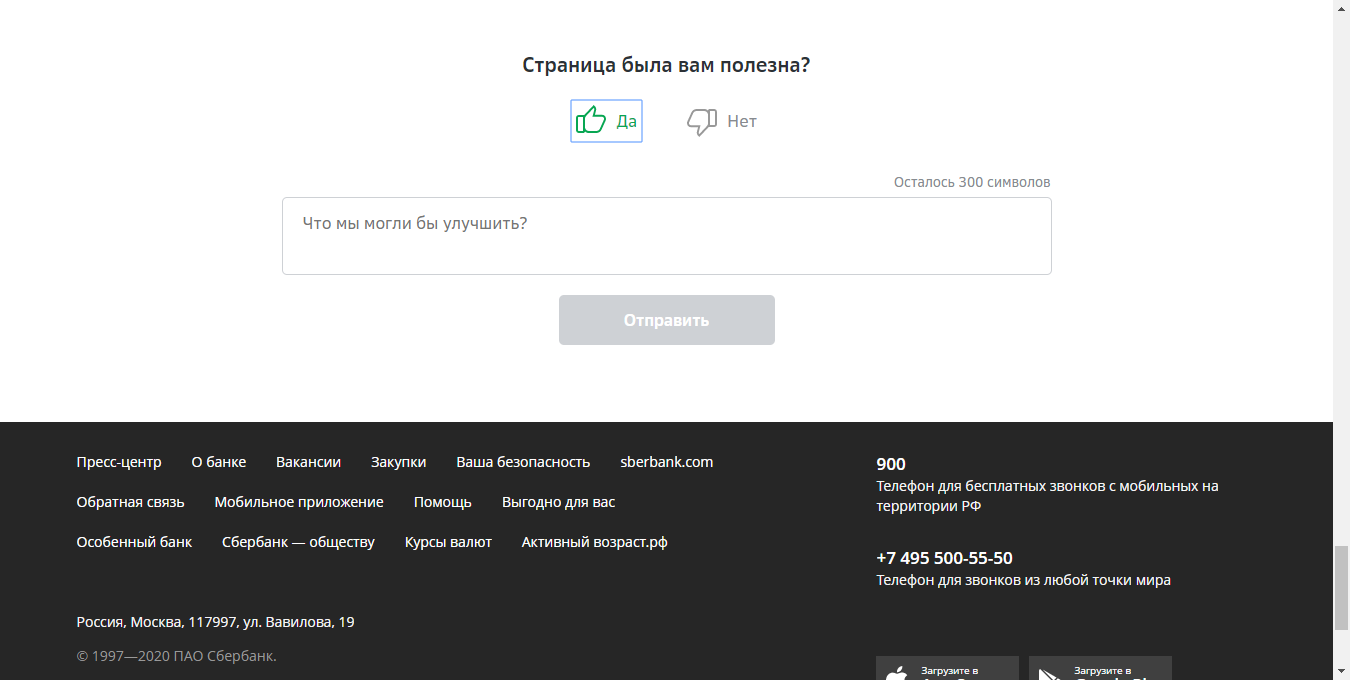 Страница была вам полезна?
Да Нет
Осталось 300 символов
Что мы могли бы улучшить?
Отправить
Пресс-центр О банке Вакансии Закупки Ваша безопасность sberbank.com
Обратная связь Мобильное приложение Помощь Выгодно для вас
Особенный банк Сбербанк — обществу Курсы валют Активный возраст.рф
Россия, Москва, 117997, ул. Вавилова, 19
© 1997—2020 ПАО Сбербанк.
900
Телефон для бесплатных звонков с мобильных на
территории РФ
+7 495 500-55-50
Телефон для звонков из любой точки мира
Загрузите в Загрузите в